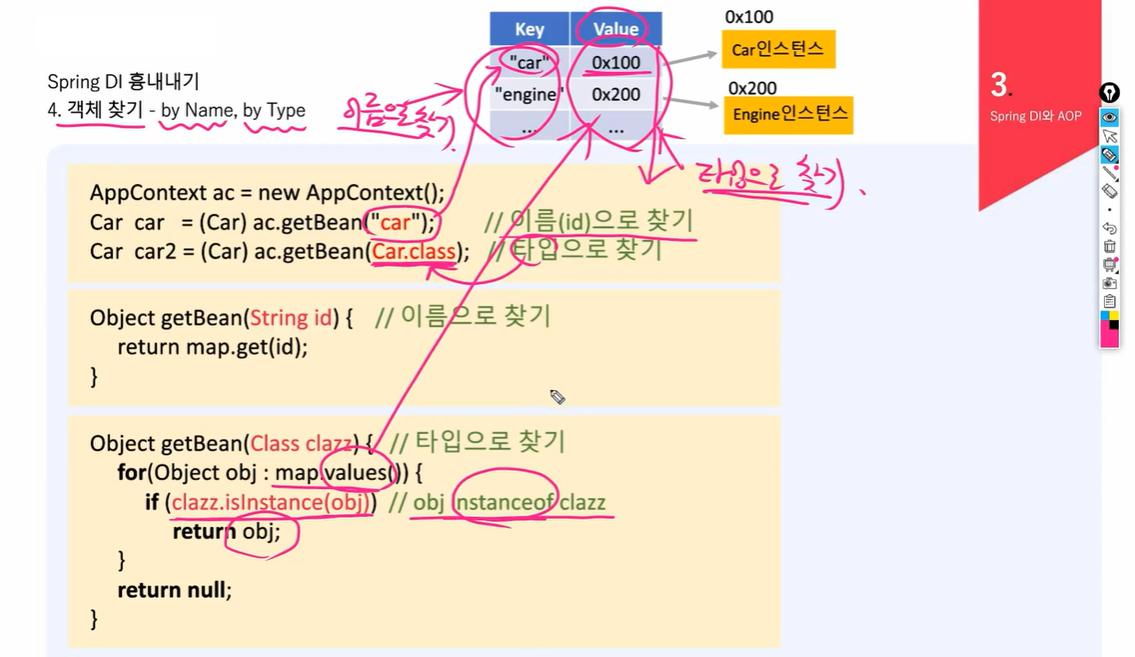 Key Value
"car" 0x100
"engine" 0x200
... ...
0x100
Car인스턴스
0x200
Engine인스턴스
3.
Spring DI와 AOP
Spring DI 흉내내기
4. 객체 찾기 - by Name, by Type
이름으로 찾기.
타입으로 찾기.
AppContext ac = new AppContext();
Car car = (Car) ac.getBean("car"); // 이름(id)으로 찾기
Car car2 = (Car) ac.getBean(Car.class); // 타입으로 찾기
Object getBean(String id) { // 이름으로 찾기
return map.get(id);
}
Object getBean(Class clazz) { // 타입으로 찾기
for(Object obj : map.values()) {
if (clazz.isInstance(obj)) // obj instanceof clazz
return obj;
}
return null;
}